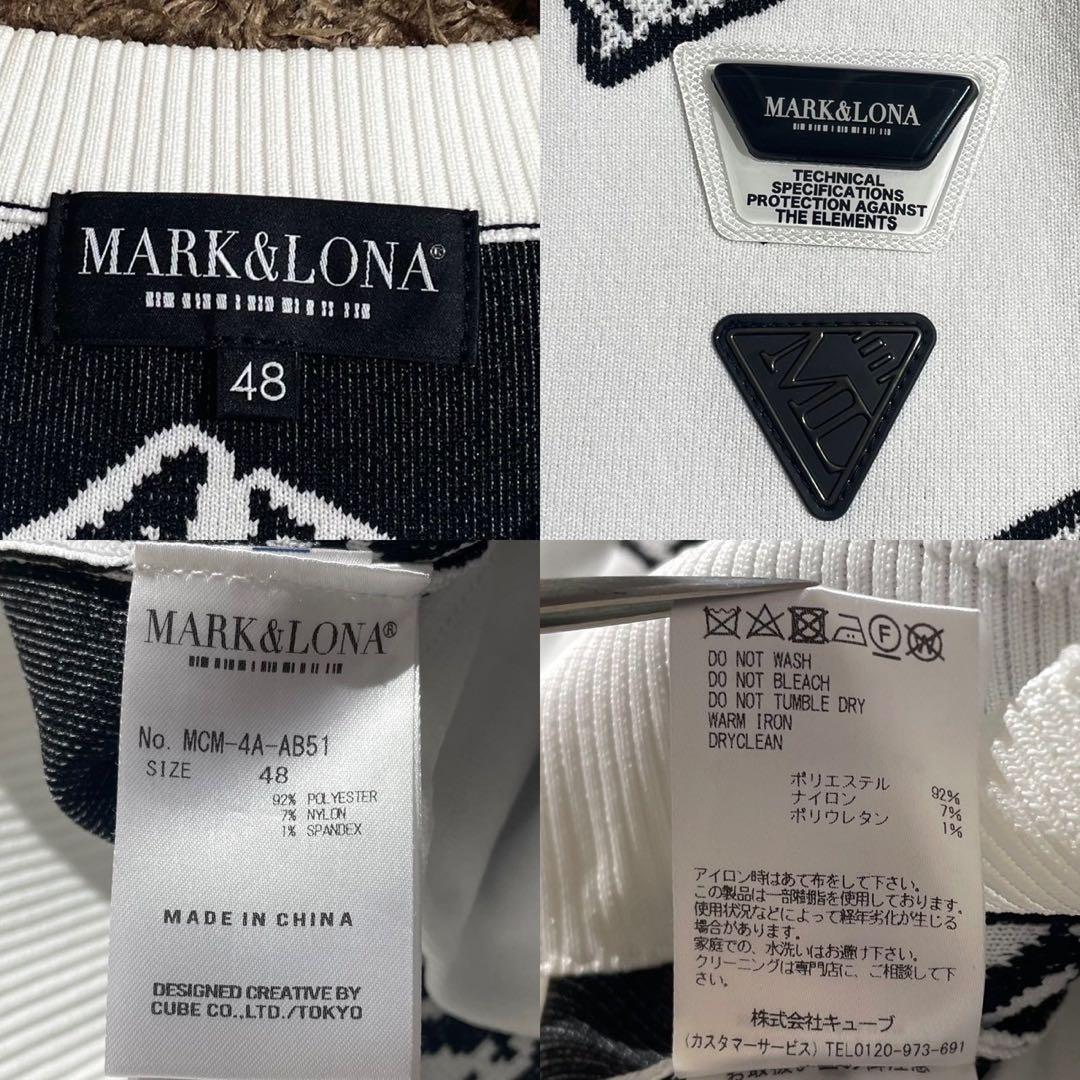 MARK&LONA®
48
MARK&LONA
TECHNICAL
SPECIFICATIONS
PROTECTION AGAINST
THE ELEMENTS
MARK&LONA®
No. MCM-4A-AB51
SIZE 48
92% POLYESTER
7% NYLON
1% SPANDEX
MADE IN CHINA
DESIGNED CREATIVE BY
CUBE CO.,LTD./TOKYO
DO NOT WASH
DO NOT BLEACH
DO NOT TUMBLE DRY
WARM IRON
DRYCLEAN
ポリエステル 92%
ナイロン 7%
ポリウレタン 1%
アイロン時はあて布をして下さい。
この製品は一部樹脂を使用しております。
使用状況などによって経年劣化が生じる
場合があります。
家庭での、水洗いはお避け下さい。
クリーニングは専門店に、ご相談して下
さい。
株式会社キューブ
(カスタマーサービス) TEL0120-973-691